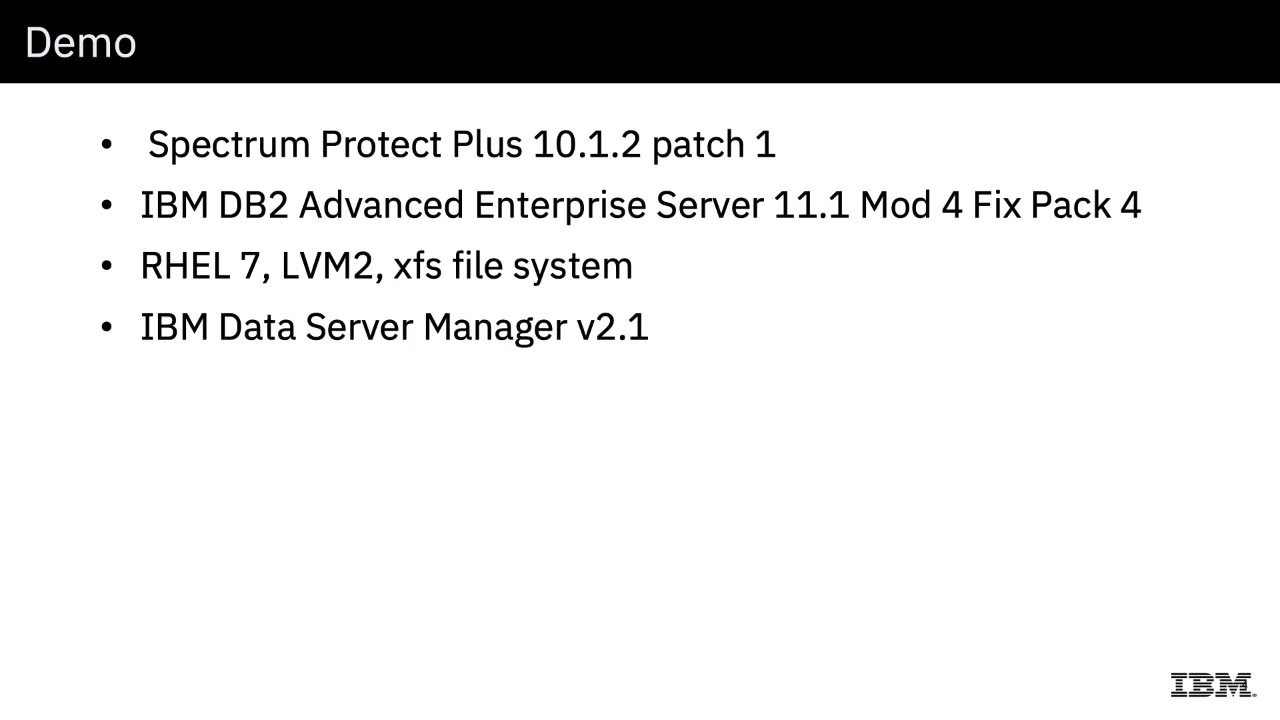 Demo
• Spectrum Protect Plus 10.1.2 patch 1
• IBM DB2 Advanced Enterprise Server 11.1 Mod 4 Fix Pack 4
• RHEL 7, LVM2, xfs file system
• IBM Data Server Manager v2.1
IBM®